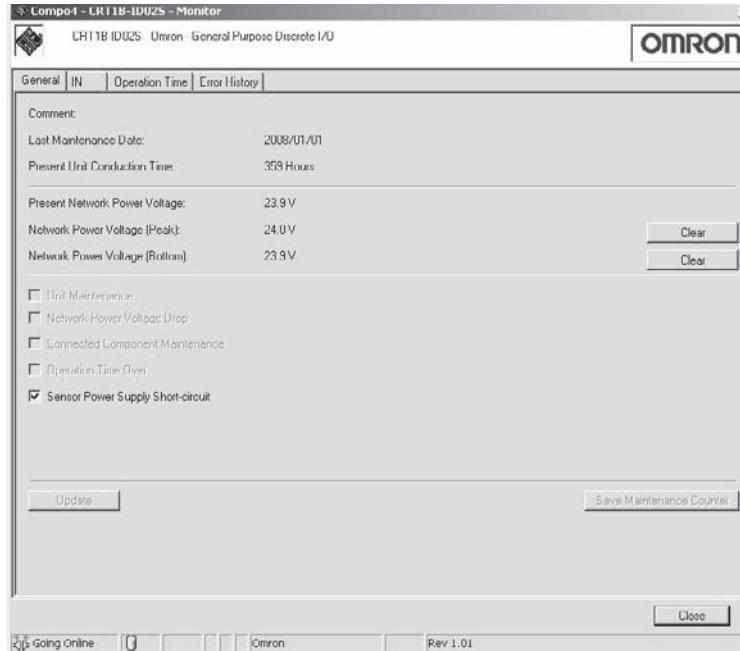 Compo4 - CRT1B-ID02S - Monitor
CRT1B-ID02S Omron - General Purpose Discrete I/O
OMRON
General IN Operation Time Error History
Comment:
Last Maintenance Date: 2008/01/01
Present Unit Conduction Time 359 Hours
Present Network Power Voltage: 23.9 V
Network Power Voltage (Peak): 24.0 V Clear
Network Power Voltage (Bottom) 23.9 V Clear
Unit Maintenance
Network Power Voltage Drop
Connected Component Maintenance
Operation Time Over
Sensor Power Supply Short-circuit
Update Save Maintenance Counter
Close
Going Online Omron Rev 1.01